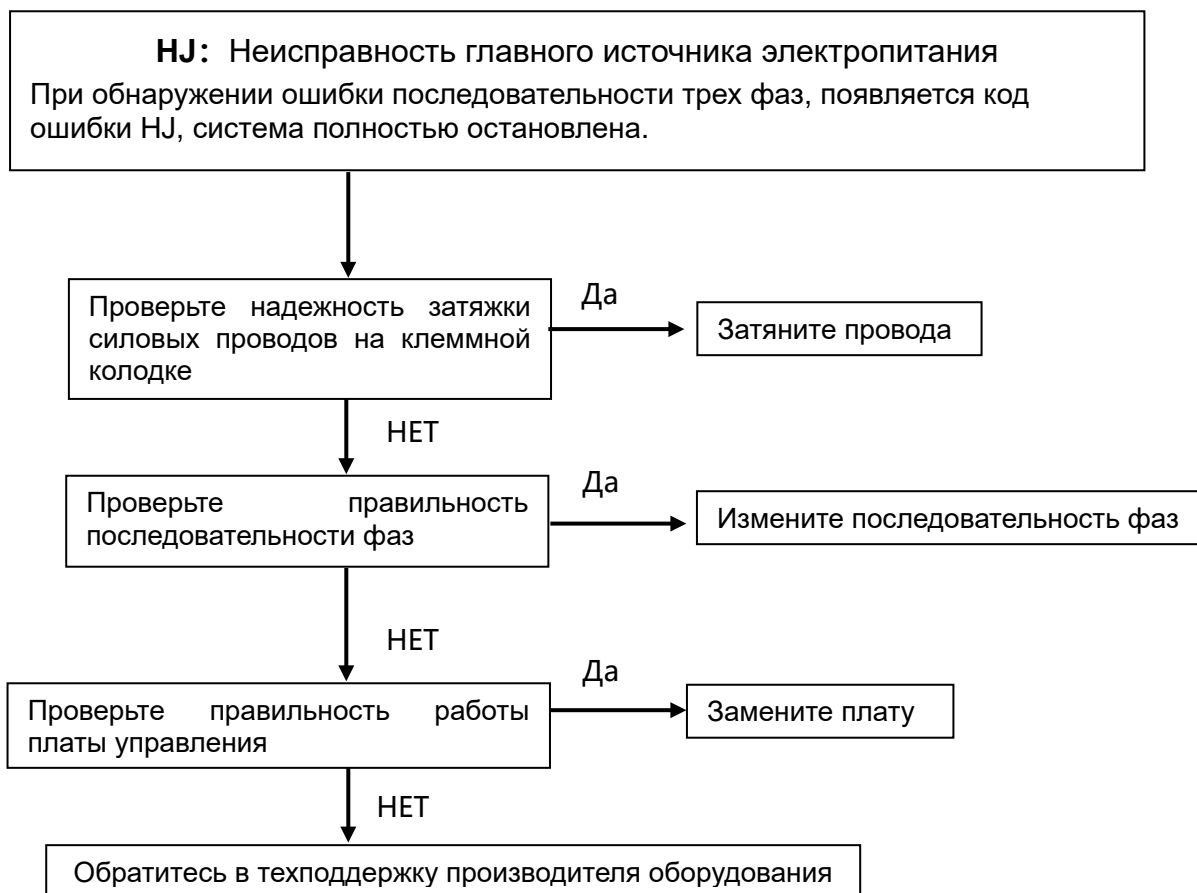 HJ: Неисправность главного источника электропитания
При обнаружении ошибки последовательности трех фаз, появляется код
ошибки HJ, система полностью остановлена.
Проверьте надежность затяжки
силовых проводов на клеммной
колодке
Да
Затяните провода
НЕТ
Проверьте правильность
последовательности фаз
Да
Измените последовательность фаз
НЕТ
Проверьте правильность работы
платы управления
Да
Замените плату
НЕТ
Обратитесь в техподдержку производителя оборудования